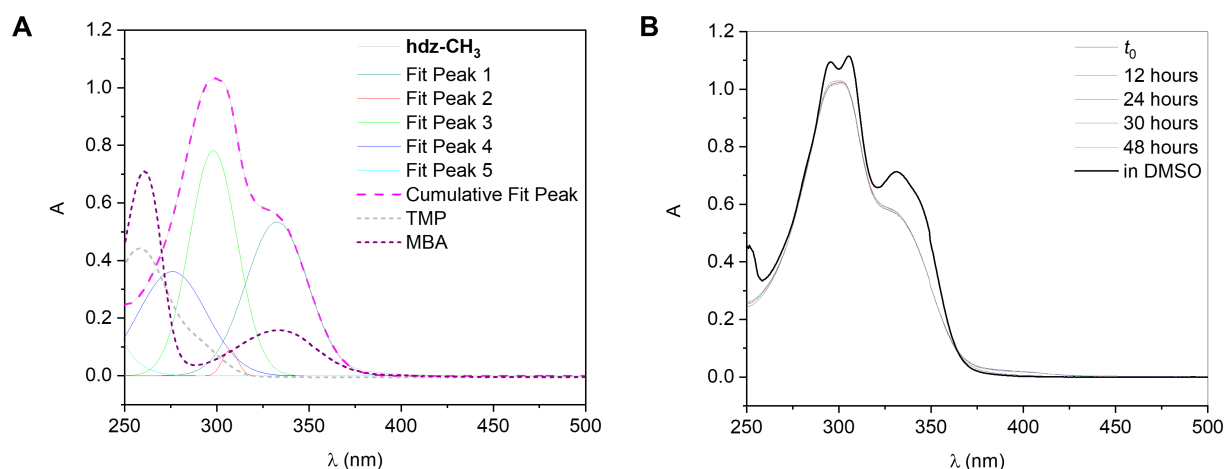 A
1.2
1.0
0.8
0.6
0.4
0.2
0.0
A
250
300
350
400
450
500
λ (nm)
hdz-CH3
Fit Peak 1
Fit Peak 2
Fit Peak 3
Fit Peak 4
Fit Peak 5
Cumulative Fit Peak
TMP
MBA
B
1.2
1.0
0.8
0.6
0.4
0.2
0.0
A
250
300
350
400
450
500
λ (nm)
t0
12 hours
24 hours
30 hours
48 hours
in DMSO